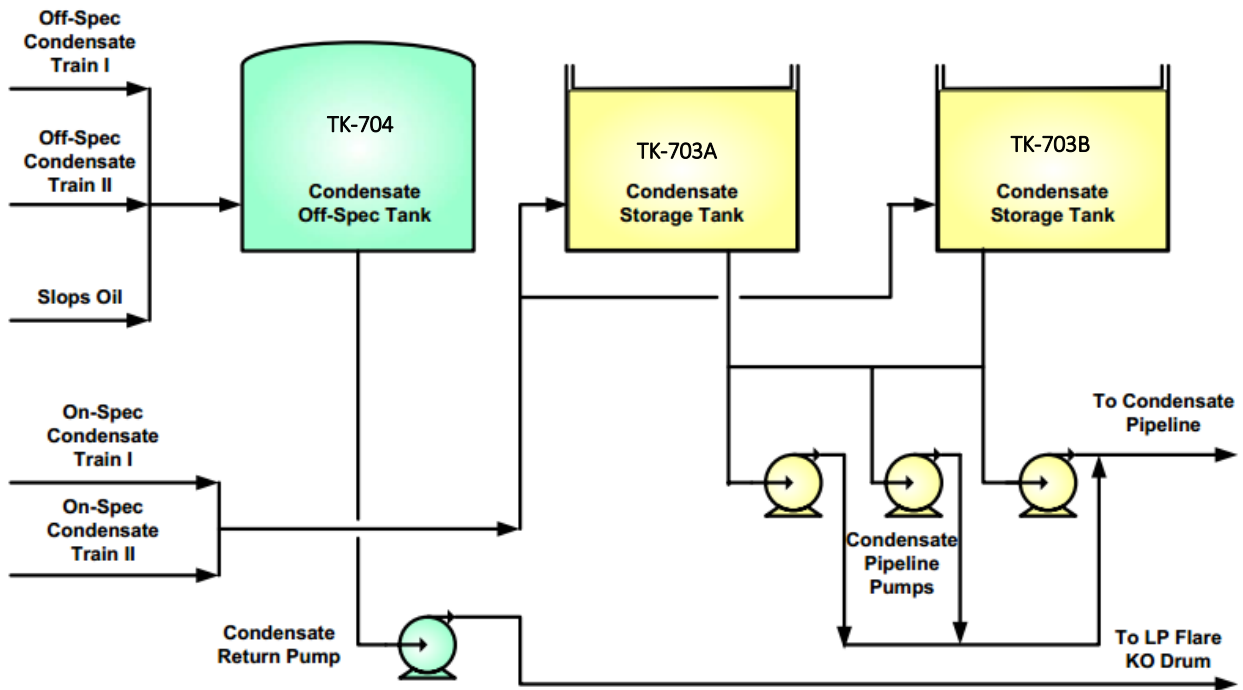 Off-Spec
Condensate
Train I
Off-Spec
Condensate
Train II
Slops Oil
TK-704
Condensate
Off-Spec Tank
TK-703A
Condensate
Storage Tank
TK-703B
Condensate
Storage Tank
On-Spec
Condensate
Train I
On-Spec
Condensate
Train II
To Condensate
Pipeline
Condensate
Pipeline
Pumps
Condensate
Return Pump
To LP Flare
KO Drum